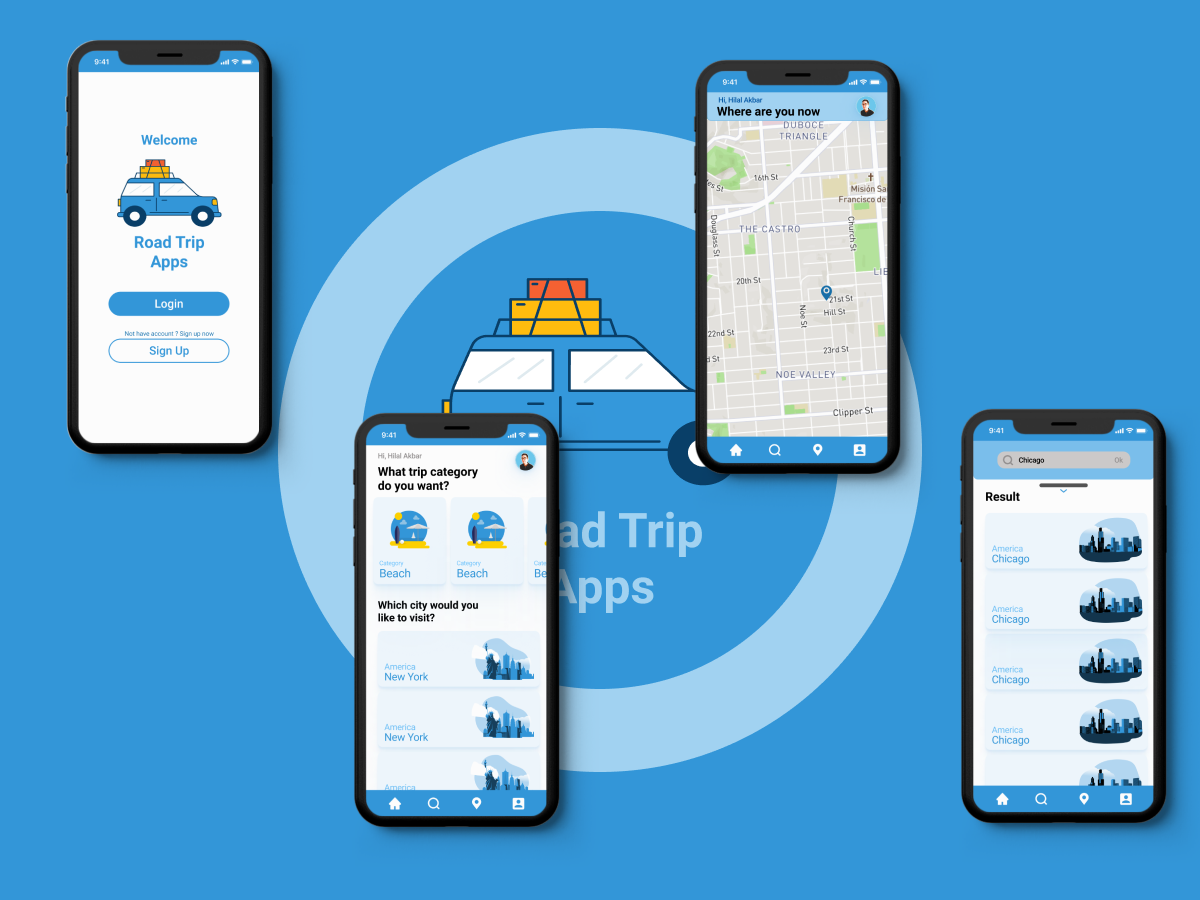 9:41
Welcome
Road Trip
Apps
Login
Not have account ? Sign up now
Sign Up
9:41
Hi, Hilal Akbar
Where are you now
DUBOCE
TRIANGLE
16th St
es St
Misión Sa
Francisco de
Douglass St
THE CASTRO
Church St
LIB
20th St
21st St
Noe St
Hill St
22nd St
23rd St
d St
NOE VALLEY
Clipper St
ad Trip
Apps
9:41
Hi, Hilal Akbar
What trip category
do you want?
Category
Beach
Category
Beach
Cate
Be
Which city would you
like to visit?
America
New York
America
New York
America
9:41
Chicago
Ok
Result
America
Chicago
America
Chicago
America
Chicago
America
Chicago